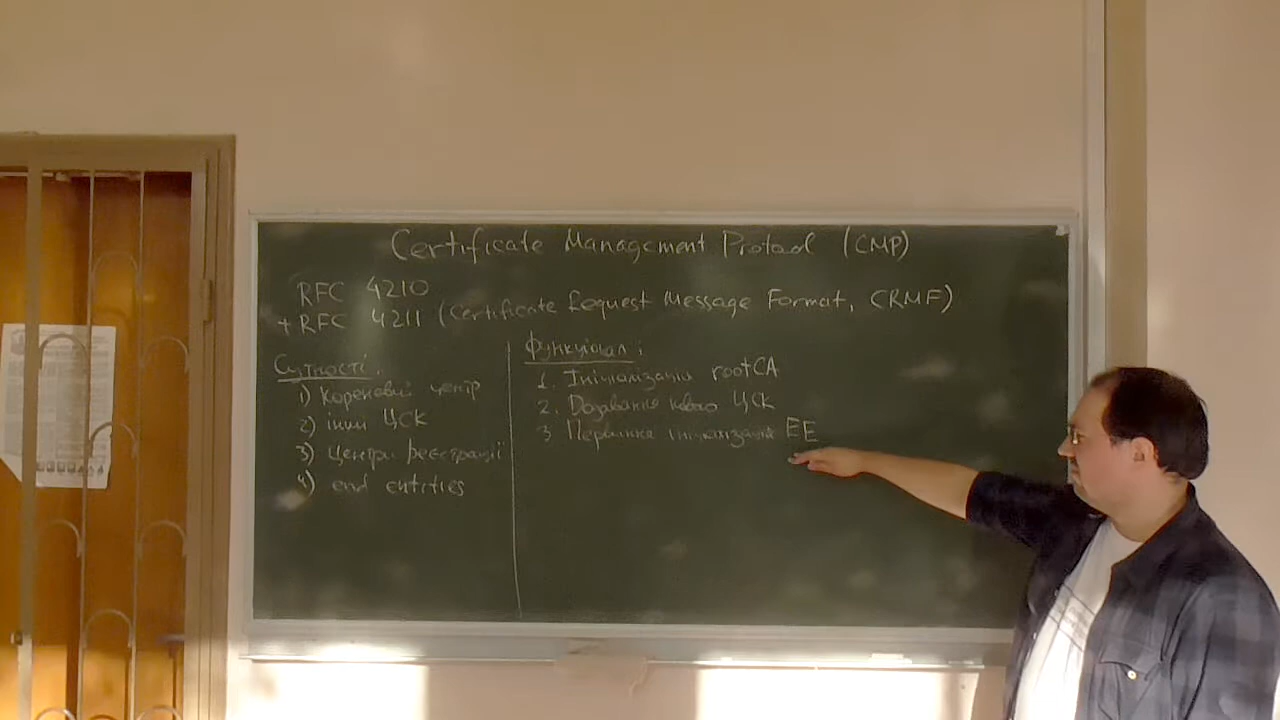 Certificate Management Protocol (CMP)
RFC 4210
+ RFC 4211 (Certificate Request Message Format, CRMF)
Сутності:
1) Кореневий центр
2) інші ЦСК
3) центри реєстрації
4) end entities
Функціонал:
1. Ініціалізація rootCA
2. Додавання нового ЦСК
3 Первинна ініціалізація EE